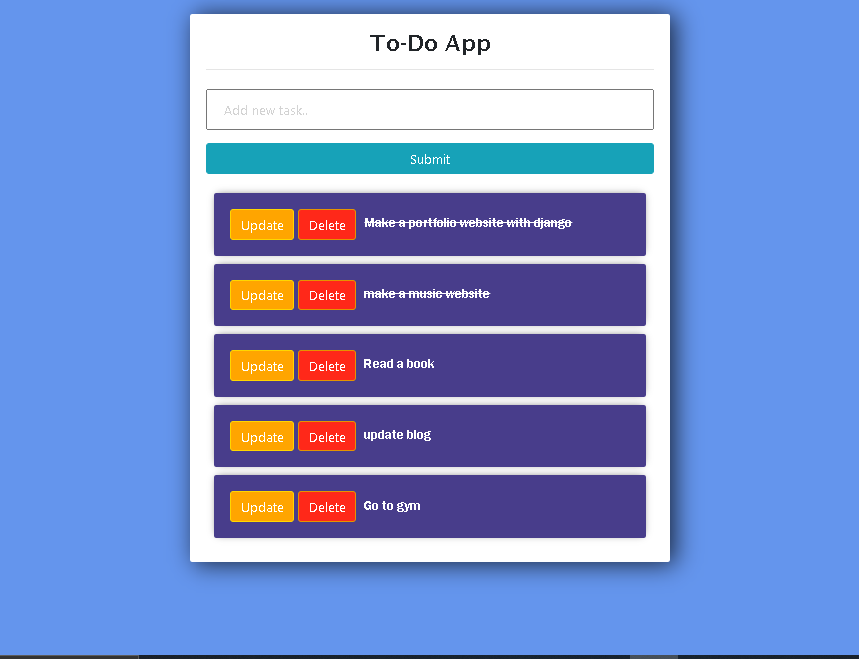 To-Do App
Add new task..
Submit
Update Delete Make a portfolio website with django
Update Delete make a music website
Update Delete Read a book
Update Delete update blog
Update Delete Go to gym